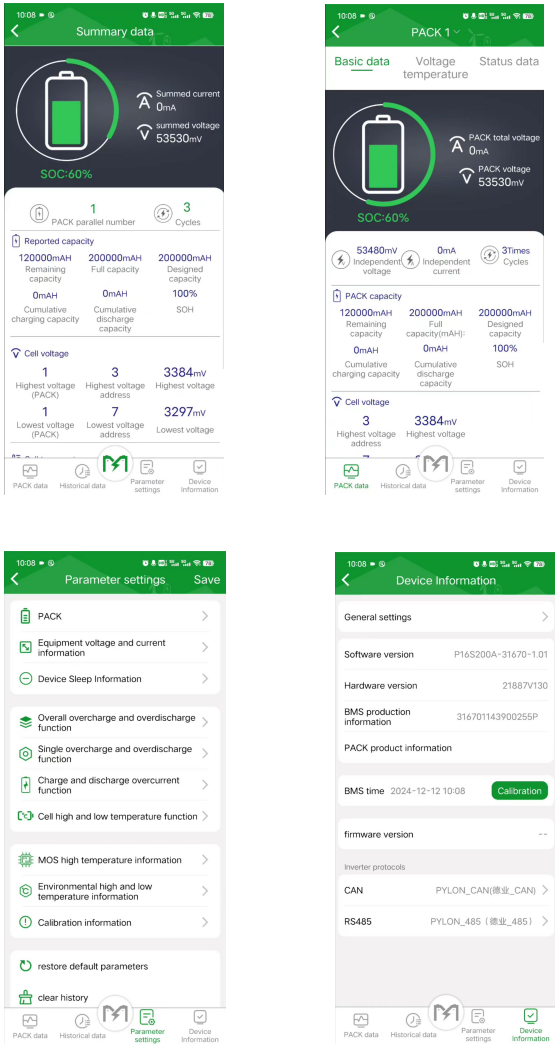 10:08
78
Summary data
Summed current
0mA
summed voltage
53530mV
SOC:60%
1
PACK parallel number
3
Cycles
Reported capacity
120000mAH
Remaining
capacity
200000mAH
Full capacity
200000mAH
Designed
capacity
0mAH
Cumulative
charging capacity
0mAH
Cumulative
discharge
capacity
100%
SOH
Cell voltage
1
Highest voltage
(PACK)
3
Highest voltage
address
3384mV
Highest voltage
1
Lowest voltage
(PACK)
7
Lowest voltage
address
3297mV
Lowest voltage
PACK data
Historical data
Parameter
settings
Device
Information
10:08
78
PACK 1
Basic data
Voltage
temperature
Status data
PACK total voltage
0mA
PACK voltage
53530mV
SOC:60%
53480mV
Independent
voltage
0mA
Independent
current
3Times
Cycles
PACK capacity
120000mAH
Remaining
capacity
200000mAH
Full
capacity(mAH):
200000mAH
Designed
capacity
0mAH
Cumulative
charging capacity
0mAH
Cumulative
discharge
capacity
100%
SOH
Cell voltage
3
Highest voltage
address
3384mV
Highest voltage
PACK data
Historical data
Parameter
settings
Device
Information
10:08
78
Parameter settings
Save
PACK
Equipment voltage and current
information
Device Sleep Information
Overall overcharge and overdischarge
function
Single overcharge and overdischarge
function
Charge and discharge overcurrent
function
Cell high and low temperature function
MOS high temperature information
Environmental high and low
temperature information
Calibration information
restore default parameters
clear history
PACK data
Historical data
Parameter
settings
Device
Information
10:08
78
Device Information
General settings
Software version P16S200A-31670-1.01
Hardware version 21887V130
BMS production
information
316701143900255P
PACK product information
BMS time 2024-12-12 10:08 Calibration
firmware version --
Inverter protocols
CAN PYLON_CAN(德业_CAN)
RS485 PYLON_485（德业_485）
PACK data
Historical data
Parameter
settings
Device
Information